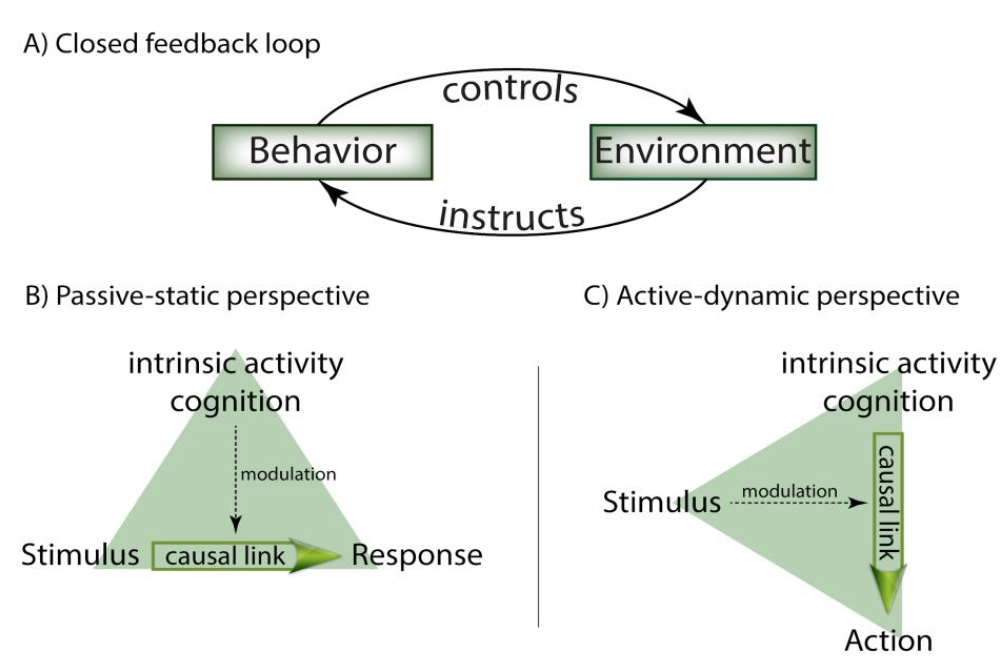 A) Closed feedback loop
controls
Behavior
Environment
instructs
B) Passive-static perspective
intrinsic activity
cognition
modulation
Stimulus
causal link
Response
C) Active-dynamic perspective
intrinsic activity
cognition
causal link
Stimulus
modulation
Action